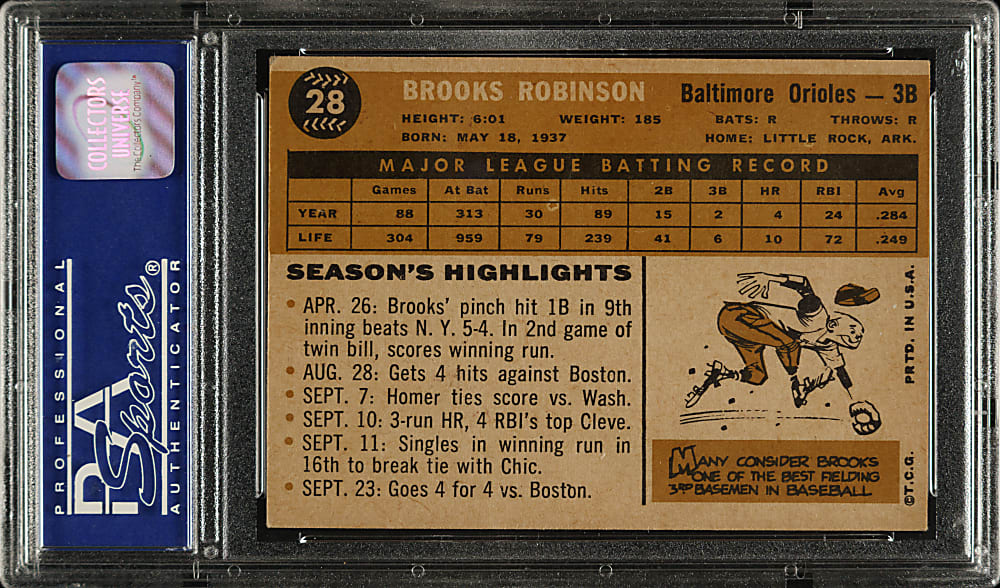 COLLECTORS
UNIVERSE
The Collector's Company™
PROFESSIONAL
PSA
Sports®
AUTHENTICATOR
28
BROOKS ROBINSON
Baltimore Orioles — 3B
HEIGHT: 6:01 WEIGHT: 185 BATS: R THROWS: R
BORN: MAY 18, 1937 HOME: LITTLE ROCK, ARK.
MAJOR LEAGUE BATTING RECORD
Games At Bat Runs Hits 2B 3B HR RBI Avg
YEAR 88 313 30 89 15 2 4 24 .284
LIFE 304 959 79 239 41 6 10 72 .249
SEASON'S HIGHLIGHTS
• APR. 26: Brooks' pinch hit 1B in 9th
inning beats N. Y. 5-4. In 2nd game of
twin bill, scores winning run.
• AUG. 28: Gets 4 hits against Boston.
• SEPT. 7: Homer ties score vs. Wash.
• SEPT. 10: 3-run HR, 4 RBI's top Cleve.
• SEPT. 11: Singles in winning run in
16th to break tie with Chic.
• SEPT. 23: Goes 4 for 4 vs. Boston.
MANY CONSIDER BROOKS
ONE OF THE BEST FIELDING
3RD BASEMEN IN BASEBALL
©T.C.G. PRTD. IN U.S.A.